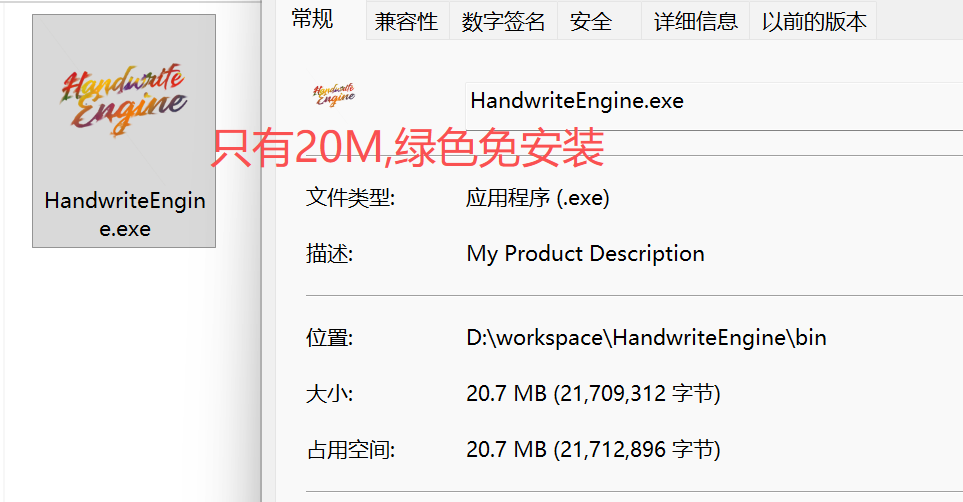 常规
兼容性
数字签名
安全
详细信息
以前的版本
Handwrite
Engine
HandwriteEngin
e.exe
Handwrite
Engine
HandwriteEngine.exe
只有20M,绿色免安装
文件类型:
应用程序 (.exe)
描述:
My Product Description
位置:
D:\workspace\HandwriteEngine\bin
大小:
20.7 MB (21,709,312 字节)
占用空间:
20.7 MB (21,712,896 字节)